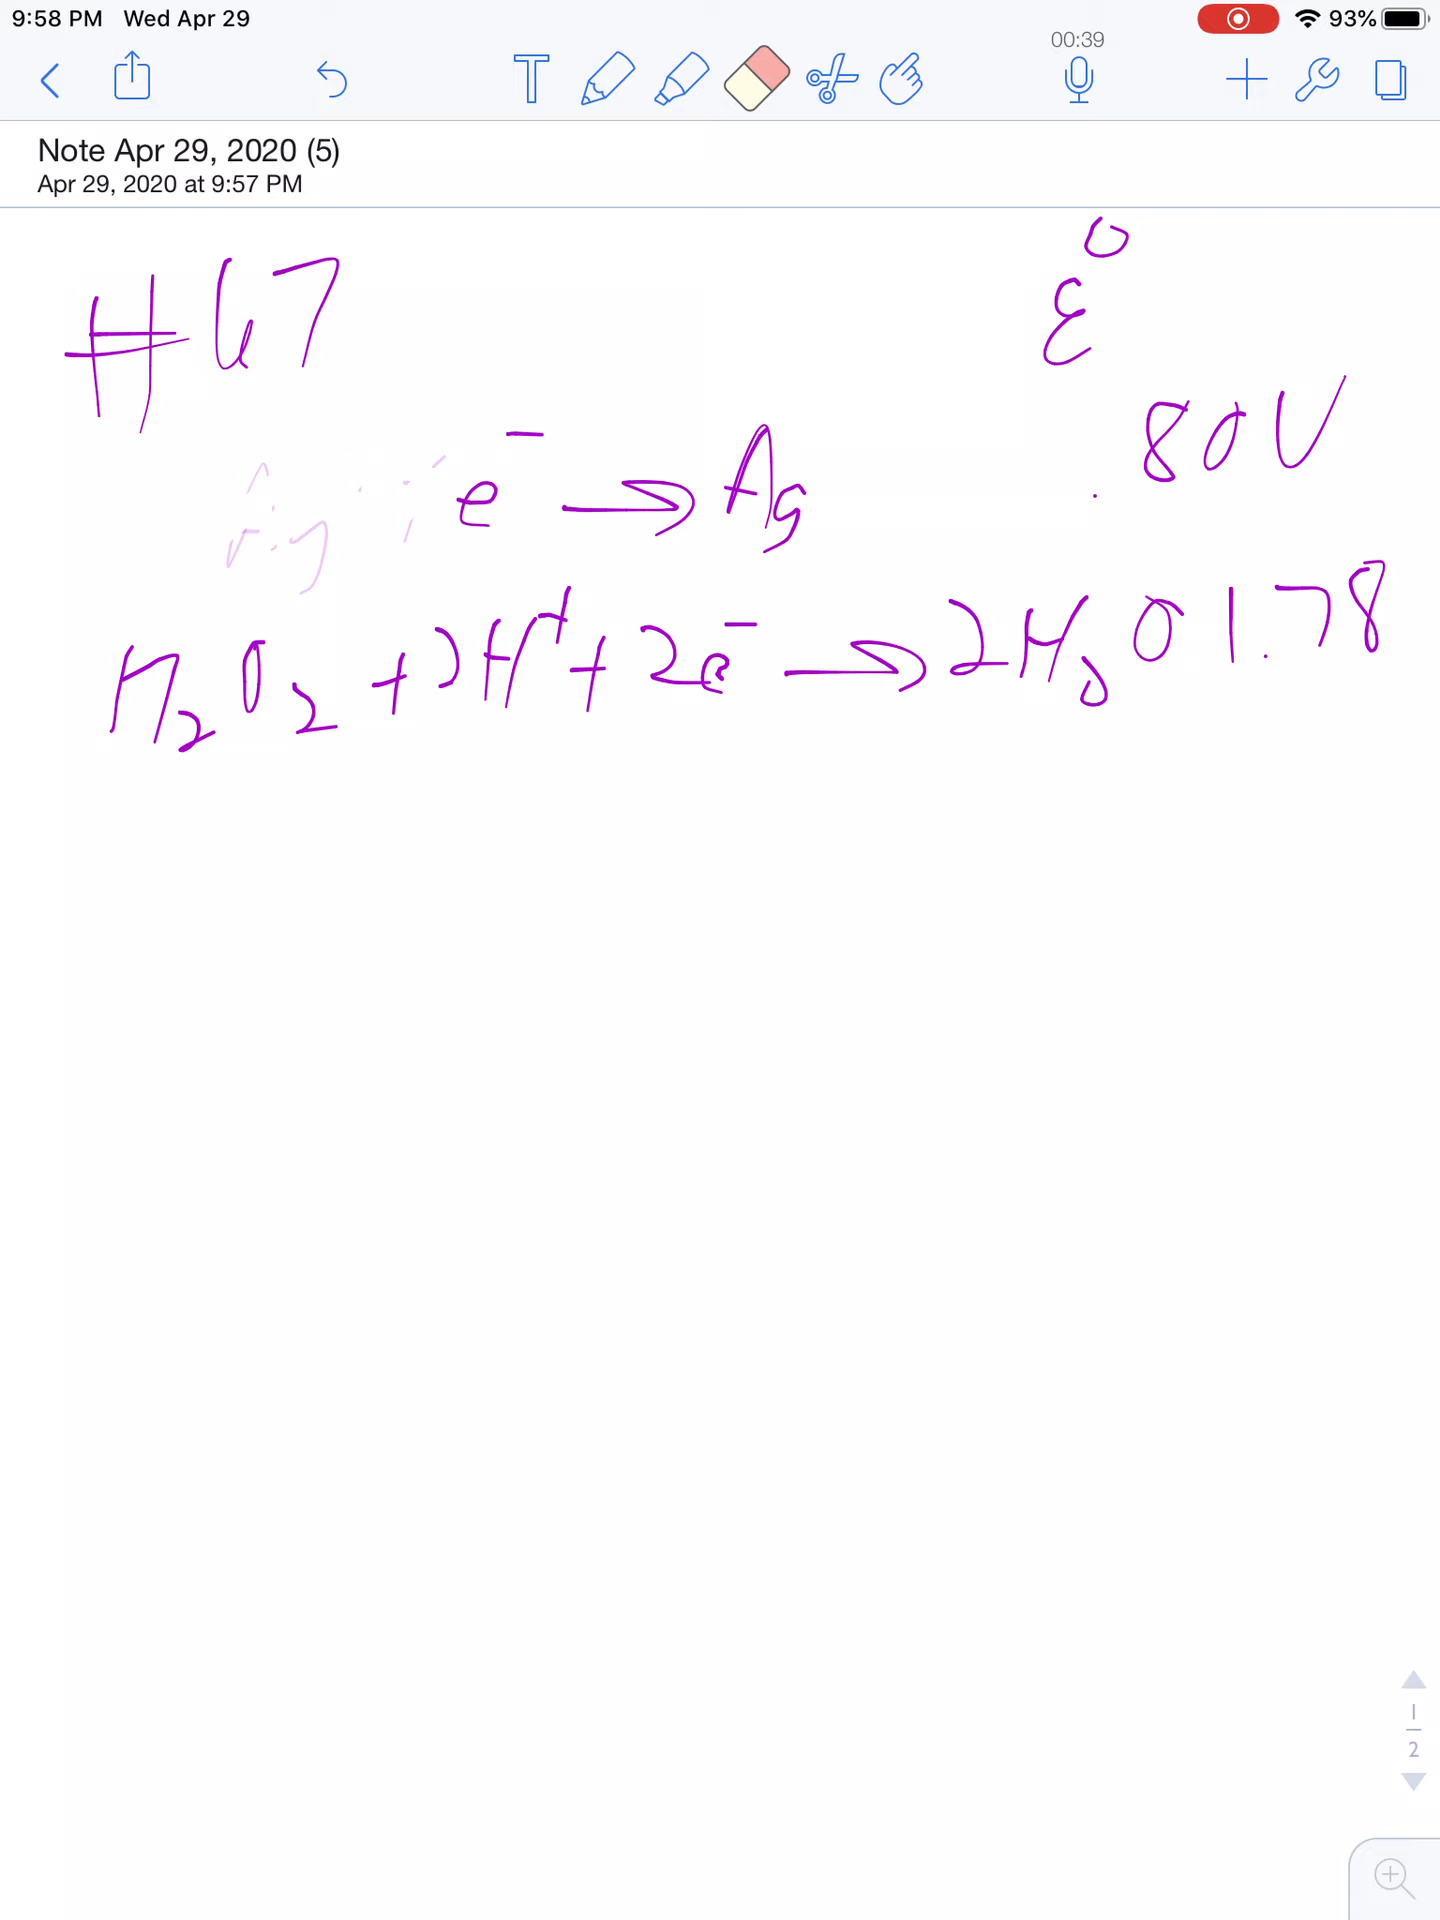 9:58 PM Wed Apr 29 93%
00:39
T
Note Apr 29, 2020 (5)
Apr 29, 2020 at 9:57 PM
#67 ε⁰
e⁻ → Ag .80V
H₂O₂ + 2H⁺ + 2e⁻ → 2H₂O 1.78
1
2